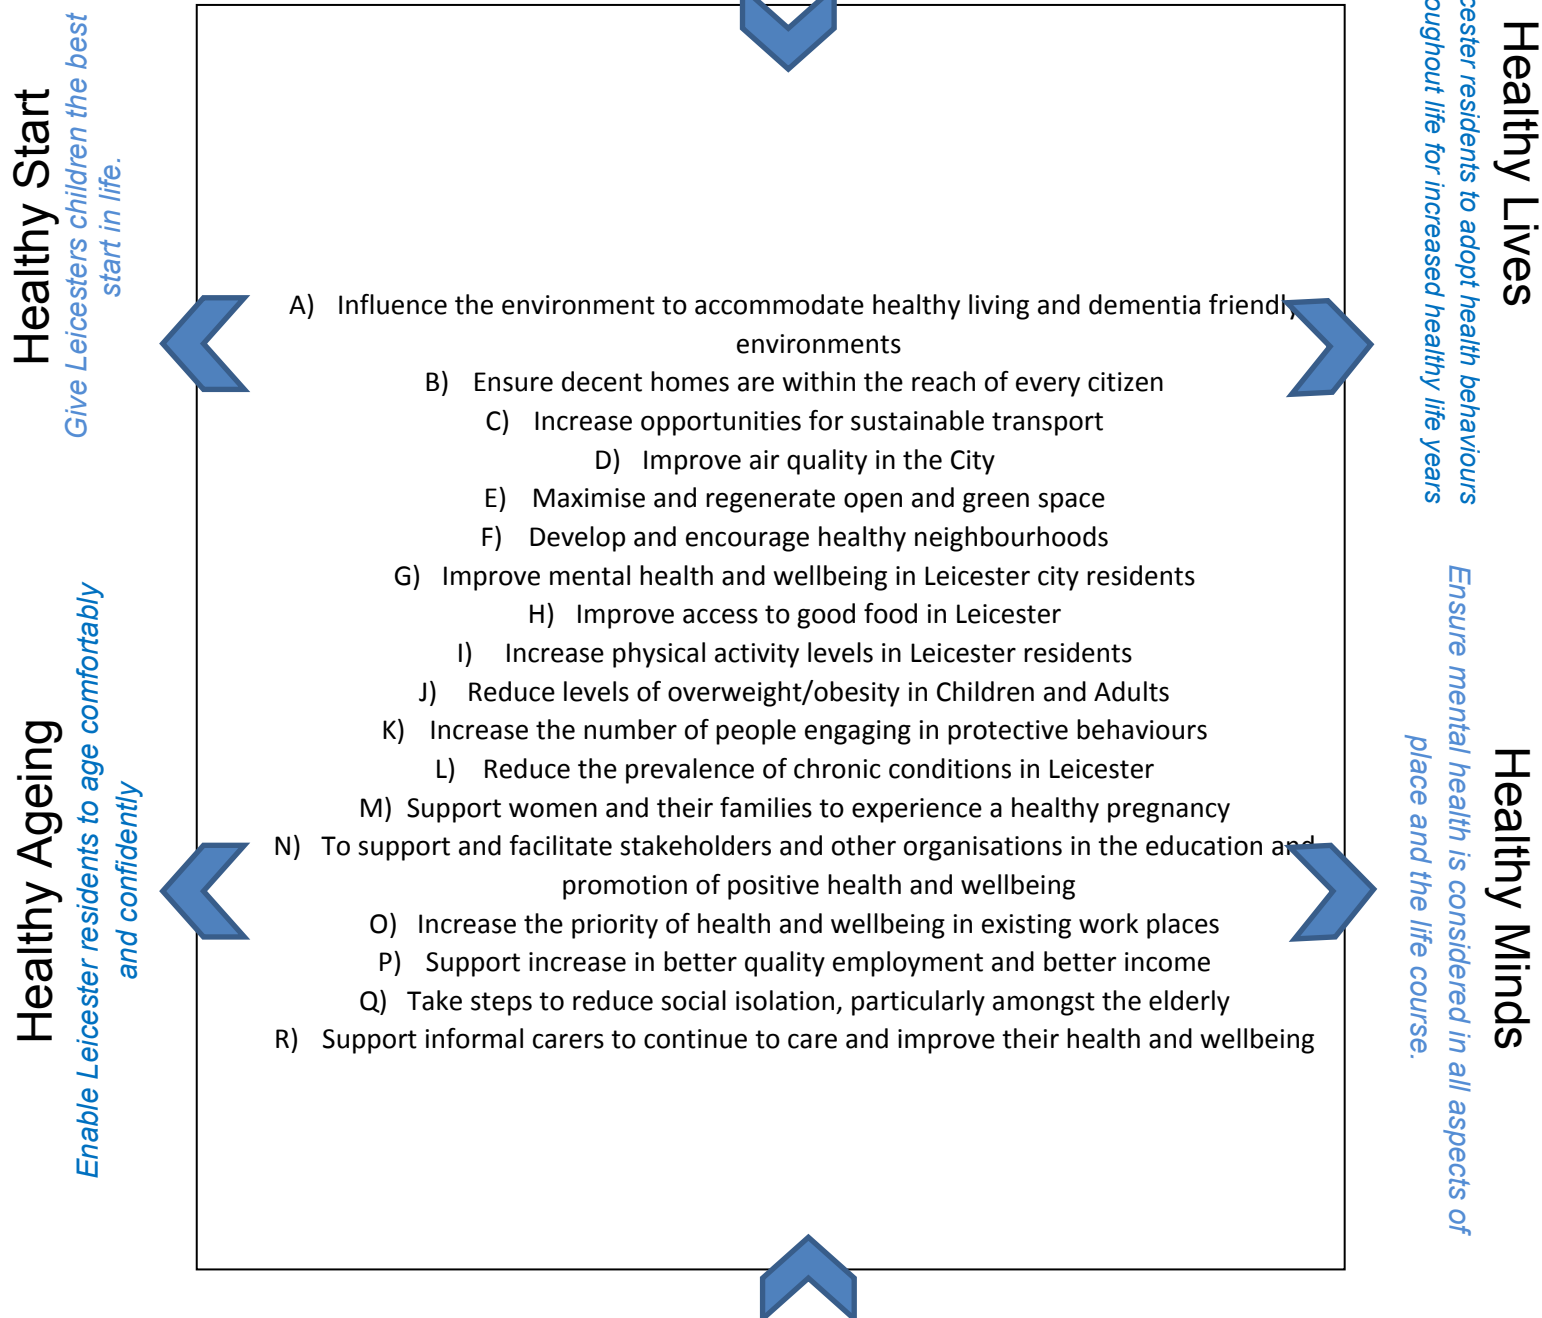 Healthy Start
Give Leicesters children the best
start in life.
Healthy Ageing
Enable Leicester residents to age comfortably
and confidently
A) Influence the environment to accommodate healthy living and dementia friendly
environments
B) Ensure decent homes are within the reach of every citizen
C) Increase opportunities for sustainable transport
D) Improve air quality in the City
E) Maximise and regenerate open and green space
F) Develop and encourage healthy neighbourhoods
G) Improve mental health and wellbeing in Leicester city residents
H) Improve access to good food in Leicester
I) Increase physical activity levels in Leicester residents
J) Reduce levels of overweight/obesity in Children and Adults
K) Increase the number of people engaging in protective behaviours
L) Reduce the prevalence of chronic conditions in Leicester
M) Support women and their families to experience a healthy pregnancy
N) To support and facilitate stakeholders and other organisations in the education and
promotion of positive health and wellbeing
O) Increase the priority of health and wellbeing in existing work places
P) Support increase in better quality employment and better income
Q) Take steps to reduce social isolation, particularly amongst the elderly
R) Support informal carers to continue to care and improve their health and wellbeing
Healthy Lives
residents to adopt health behaviours
life for increased healthy life years
Healthy Minds
Ensure mental health is considered in all aspects of
place and the life course.